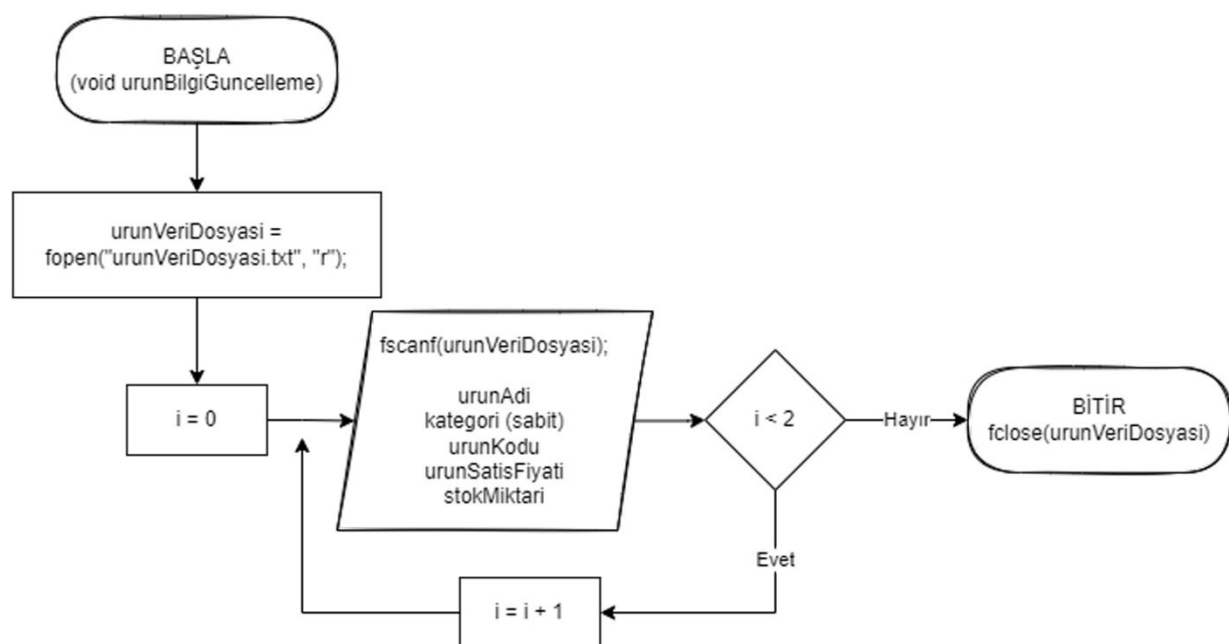 BAŞLA
(void urunBilgiGuncelleme)
urunVeriDosyasi =
fopen("urunVeriDosyasi.txt", "r");
i = 0
fscanf(urunVeriDosyasi);
urunAdi
kategori (sabit)
urunKodu
urunSatisFiyati
stokMiktari
i < 2
Hayır
BİTİR
fclose(urunVeriDosyasi)
Evet
i = i + 1